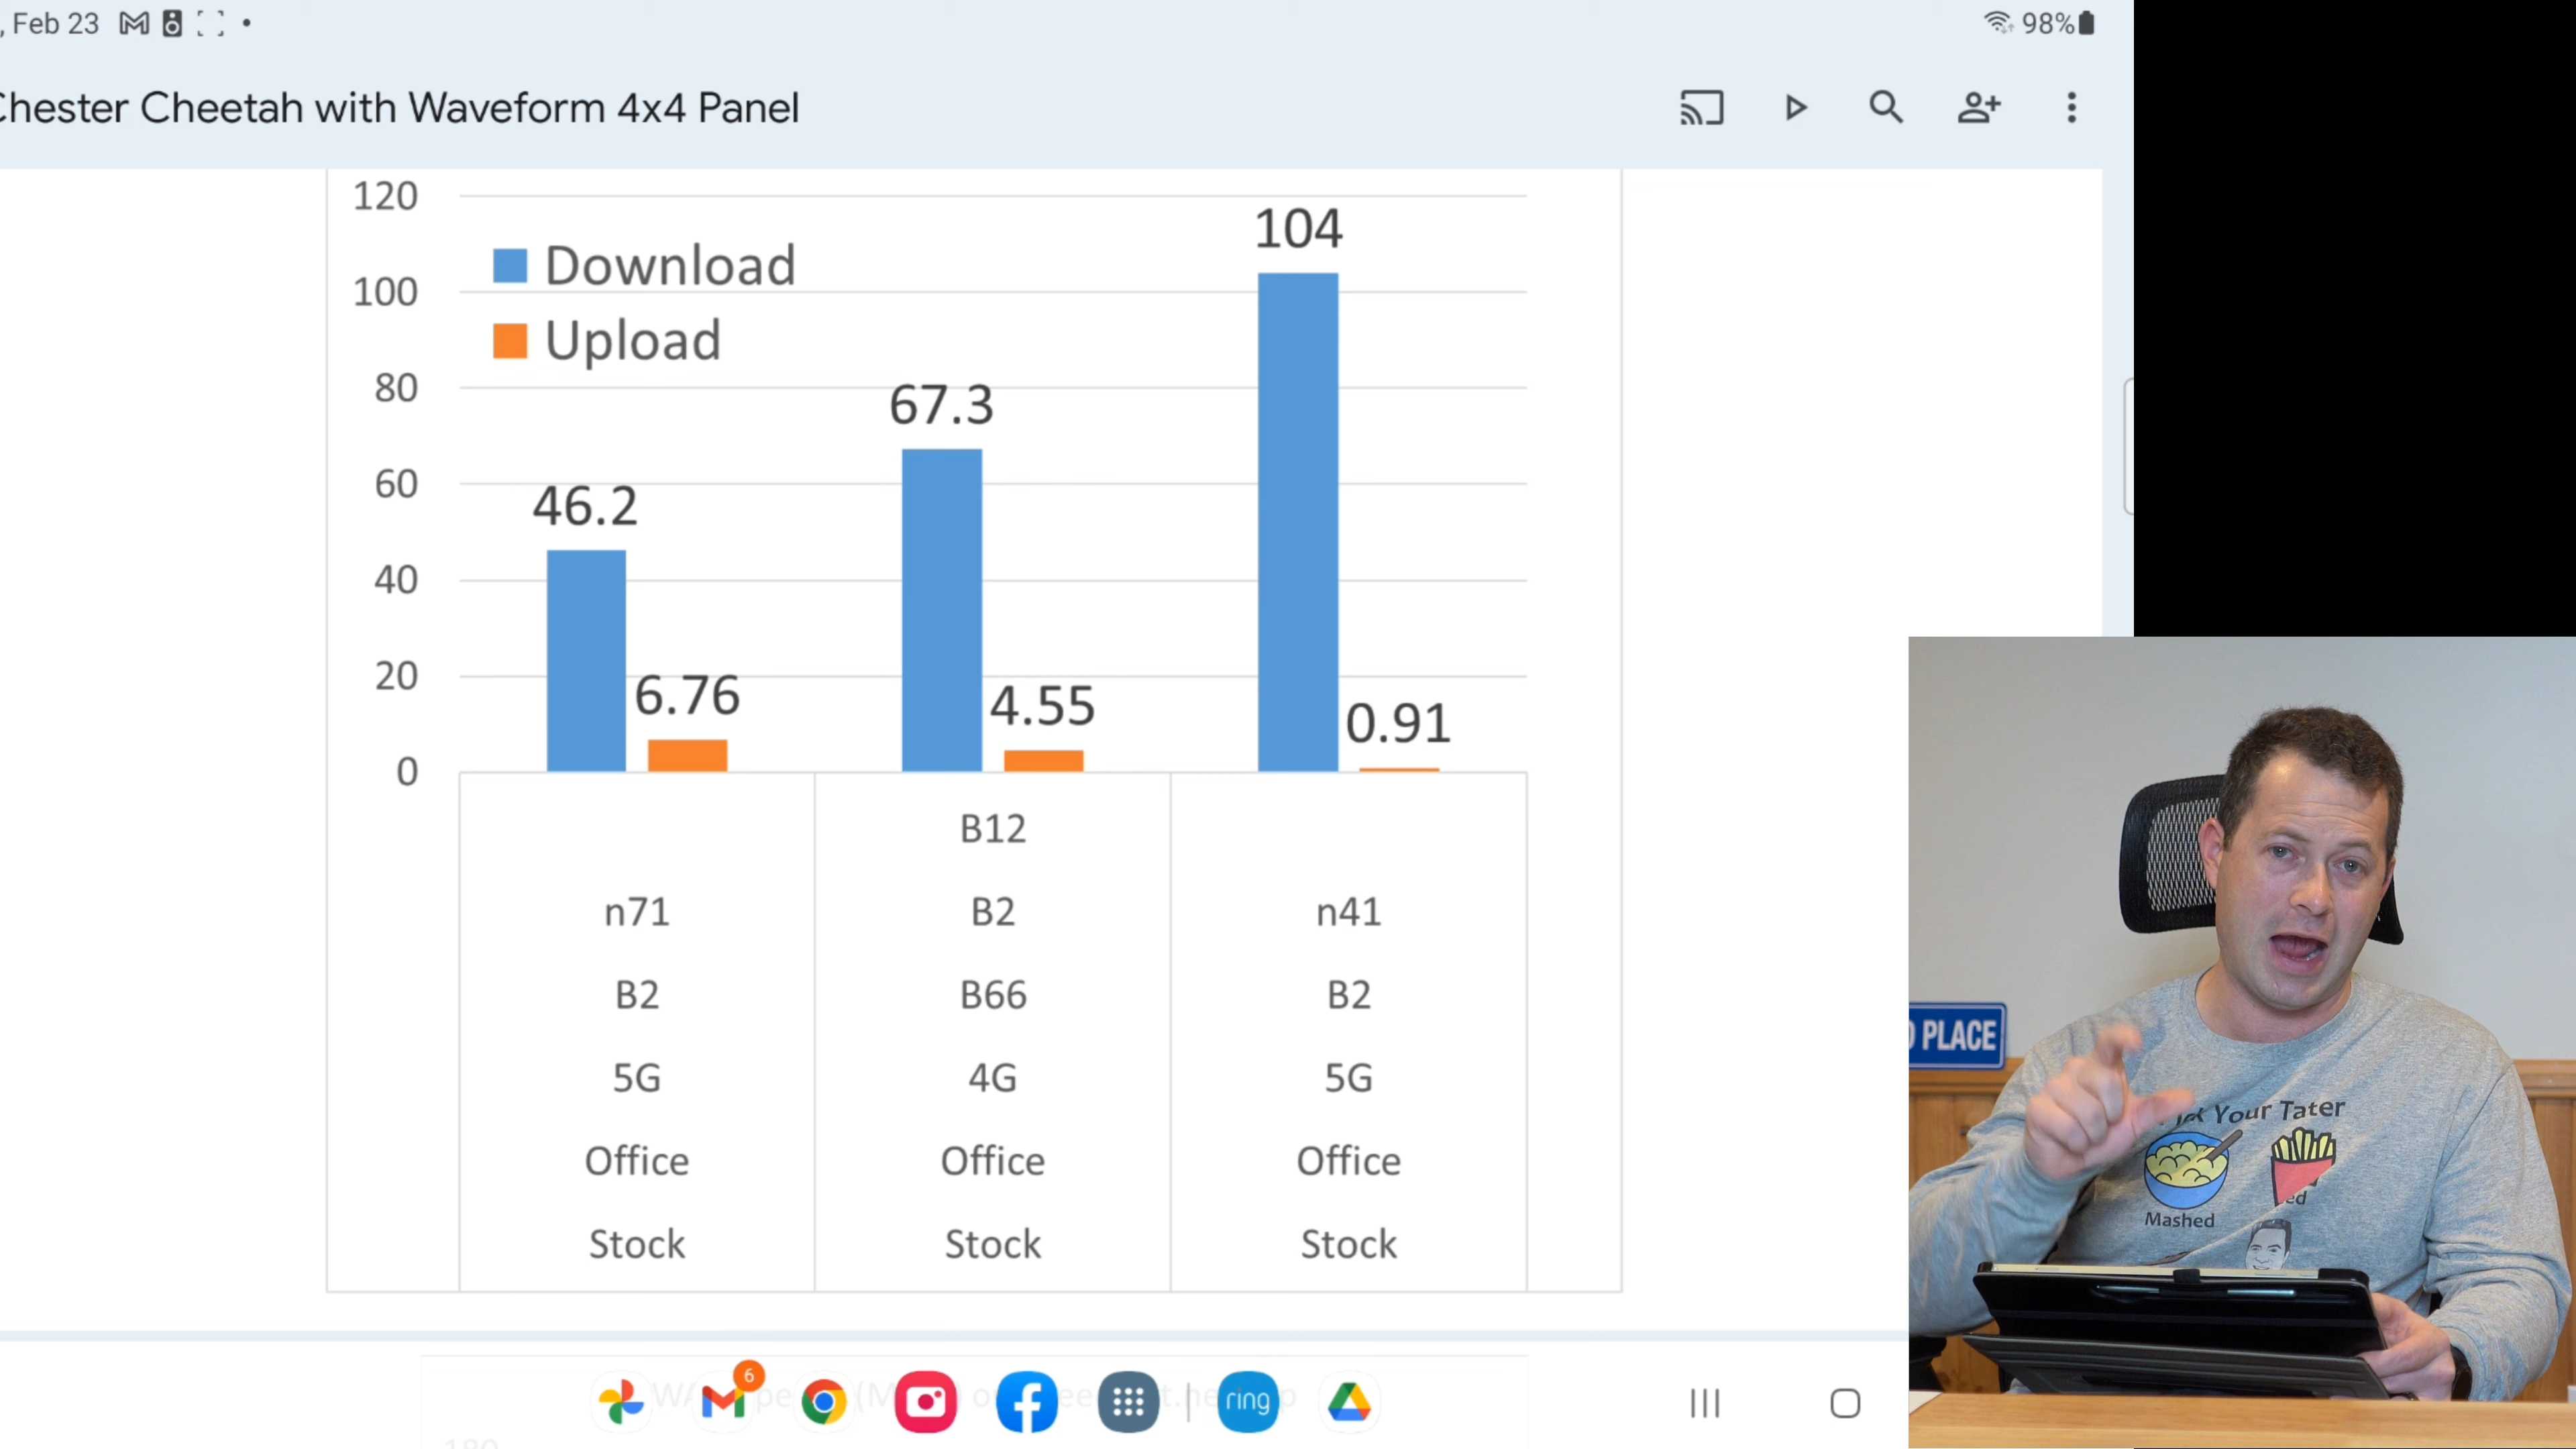 , Feb 23
98%
Chester Cheetah with Waveform 4x4 Panel
120
100
80
60
40
20
0
Download
Upload
46.2
6.76
67.3
4.55
104
0.91
n71
B2
5G
Office
Stock
B12
B2
B66
4G
Office
Stock
n41
B2
5G
Office
Stock
6
ring
180
PLACE
Your Tater
Mashed